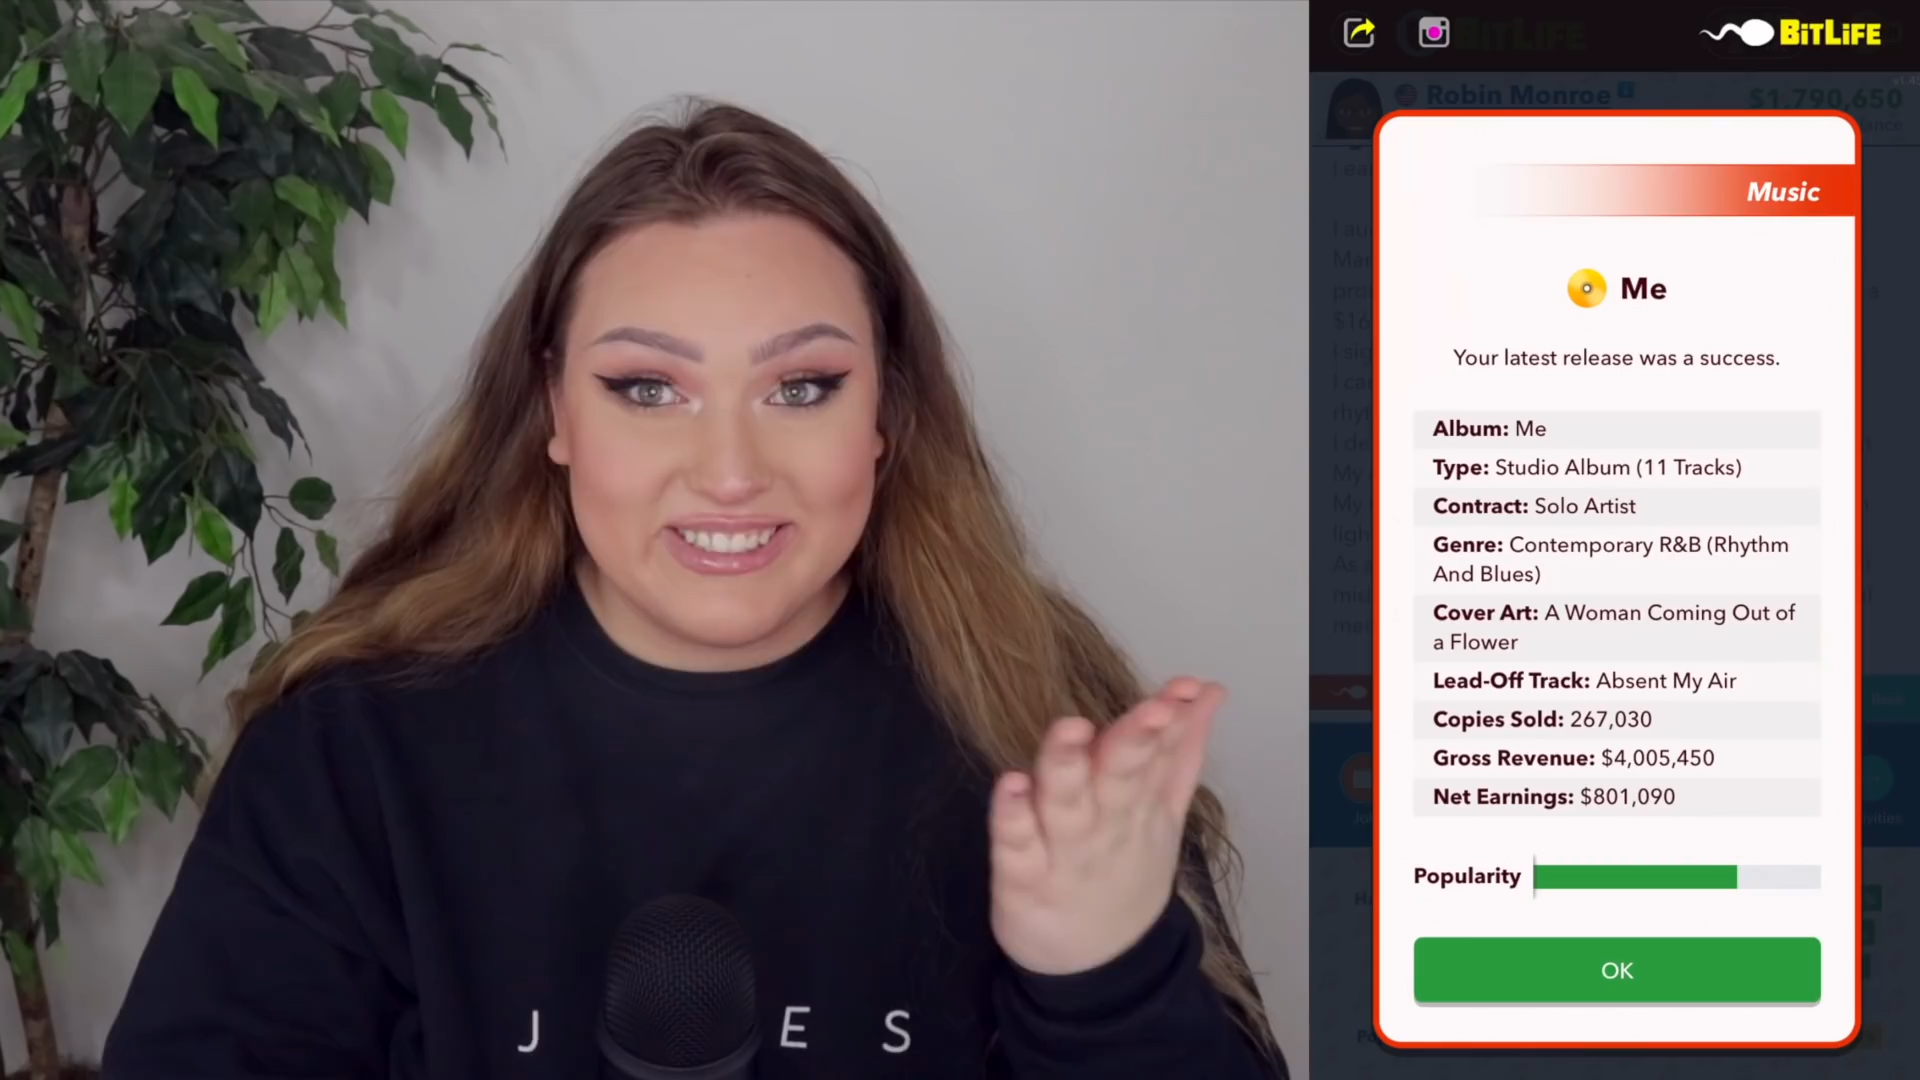 BitLife
Robin Monroe
$1,790,650
Music
Me
Your latest release was a success.
Album: Me
Type: Studio Album (11 Tracks)
Contract: Solo Artist
Genre: Contemporary R&B (Rhythm
And Blues)
Cover Art: A Woman Coming Out of
a Flower
Lead-Off Track: Absent My Air
Copies Sold: 267,030
Gross Revenue: $4,005,450
Net Earnings: $801,090
Popularity
OK
J E S